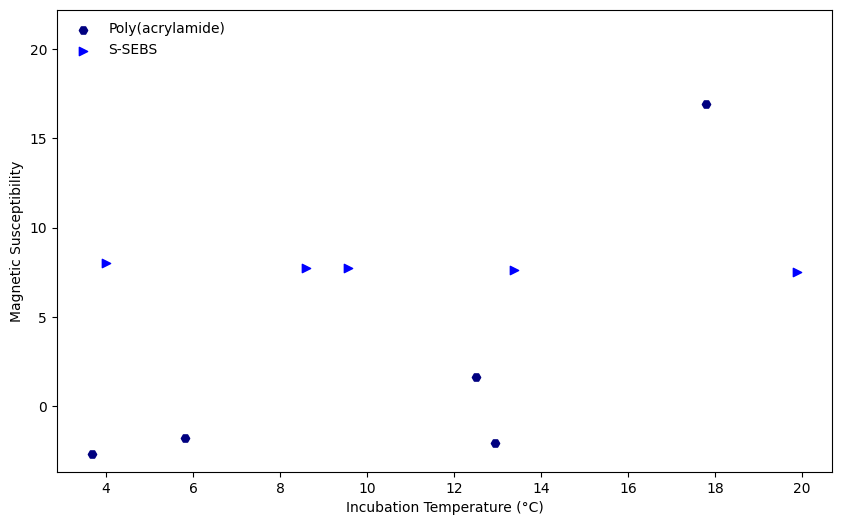 Poly(acrylamide)
S-SEBS
20
15
10
5
0
Magnetic Susceptibility
4 6 8 10 12 14 16 18 20
Incubation Temperature (°C)